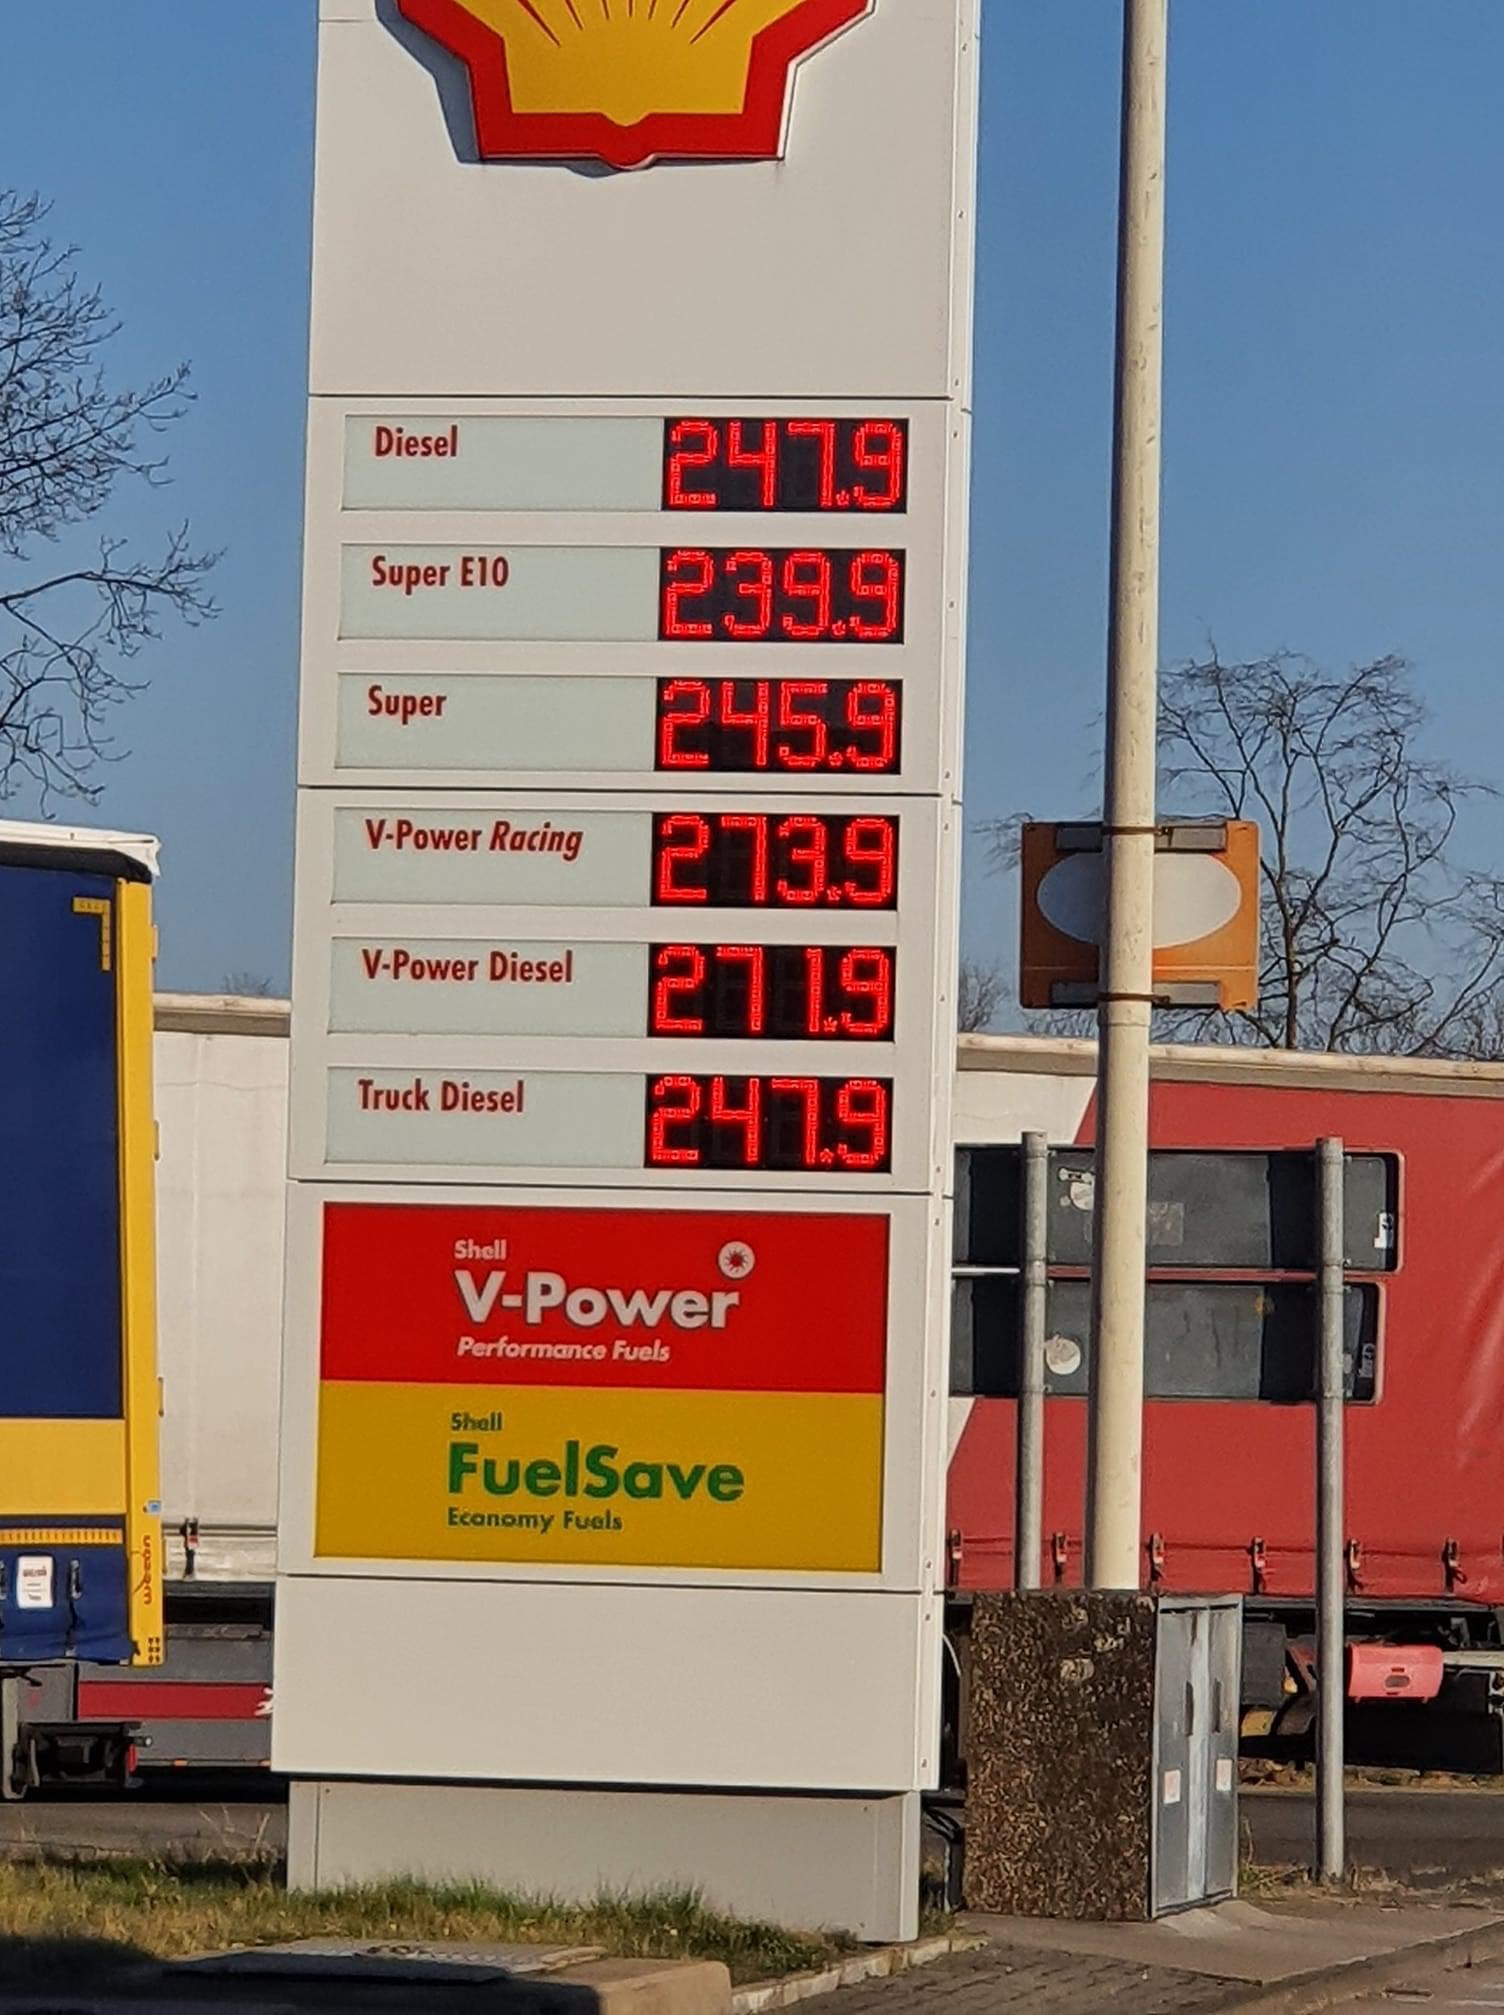 Diesel 247.9
Super E10 239.9
Super 245.9
V-Power Racing 273.9
V-Power Diesel 271.9
Truck Diesel 247.9
Shell
V-Power
Performance Fuels
Shell
FuelSave
Economy Fuels